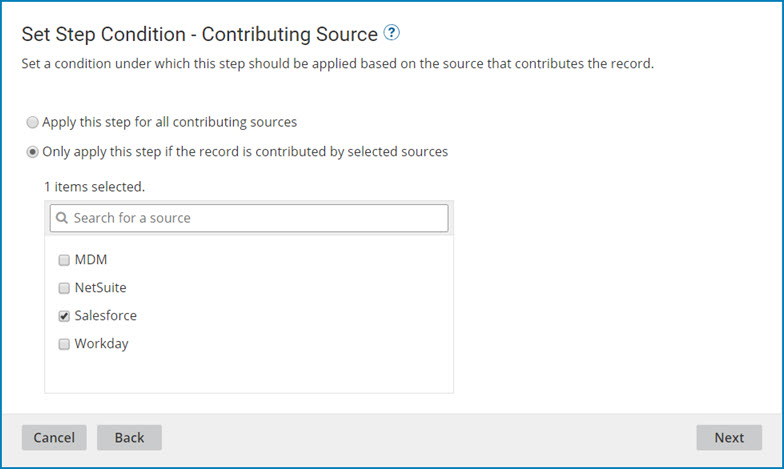 Set Step Condition - Contributing Source ?
Set a condition under which this step should be applied based on the source that contributes the record.
Apply this step for all contributing sources
Only apply this step if the record is contributed by selected sources
1 items selected.
Search for a source
MDM
NetSuite
Salesforce
Workday
Cancel Back Next